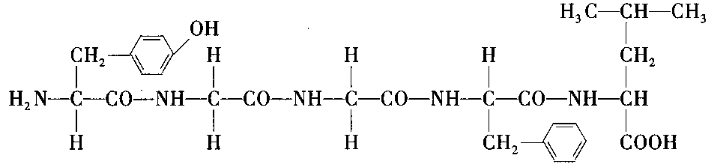 H₃C—CH—CH₃
OH
CH₂ H H H CH₂
H₂N—C—CO—NH—C—CO—NH—C—CO—NH—C—CO—NH—CH
H H H CH₂ COOH